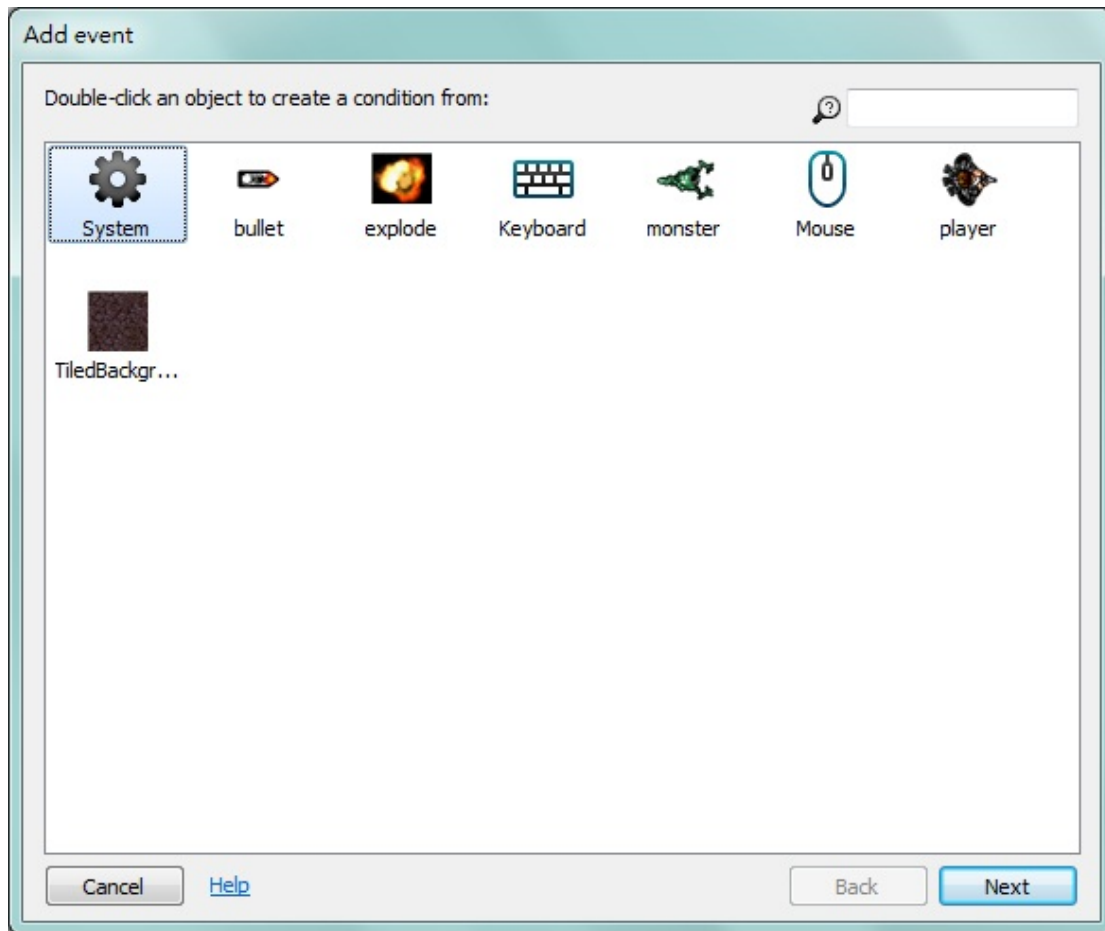 Add event
Double-click an object to create a condition from:
System bullet explode Keyboard monster Mouse player
TiledBackgr...
Cancel Help Back Next